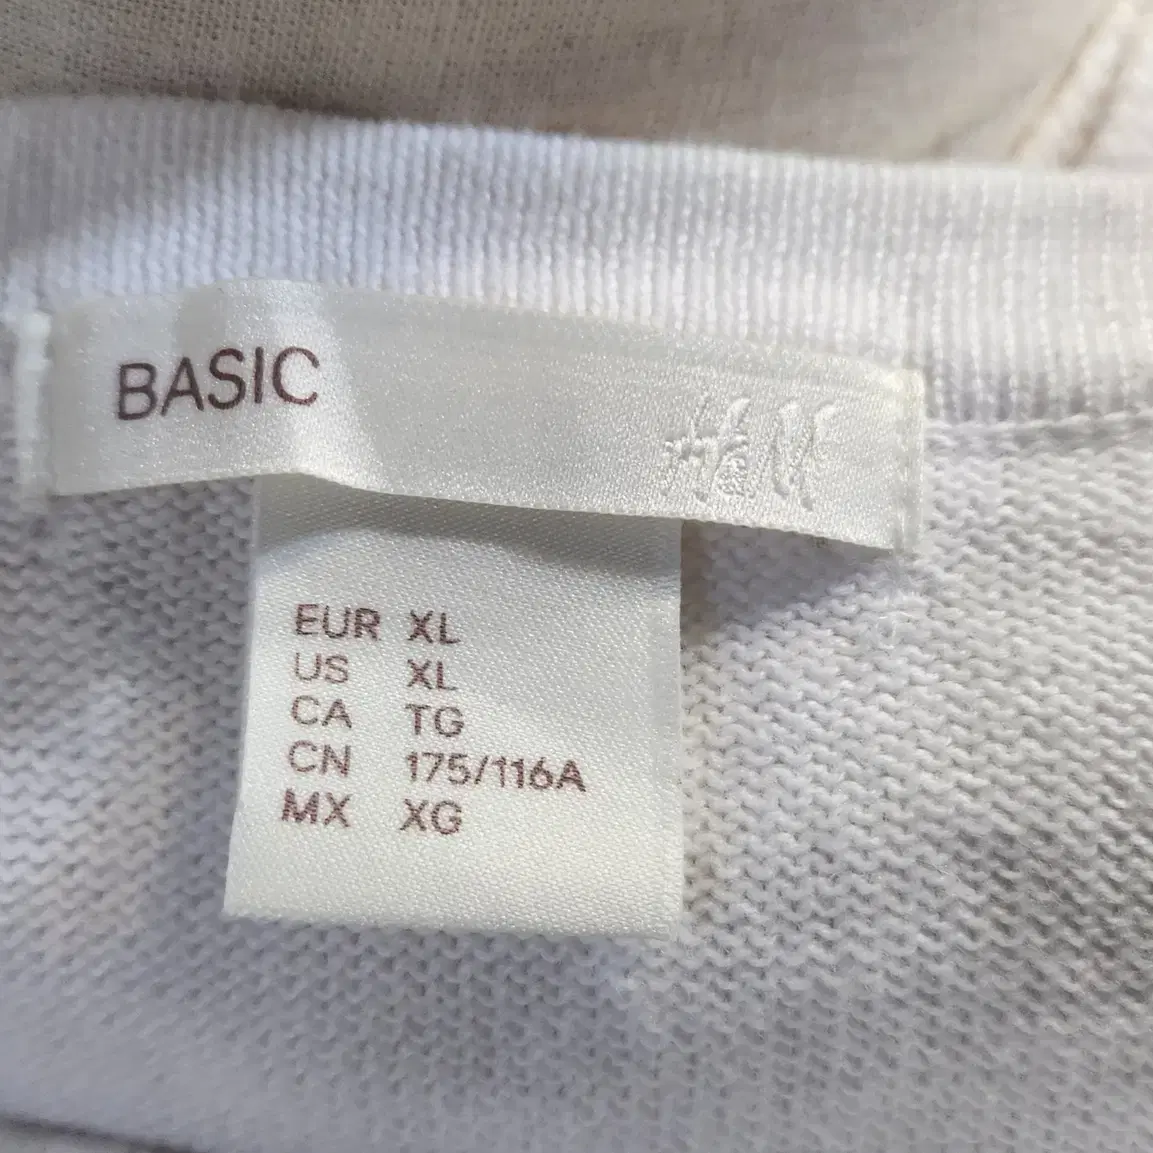 BASIC
H&M
EUR XL
US XL
CA TG
CN 175/116A
MX XG